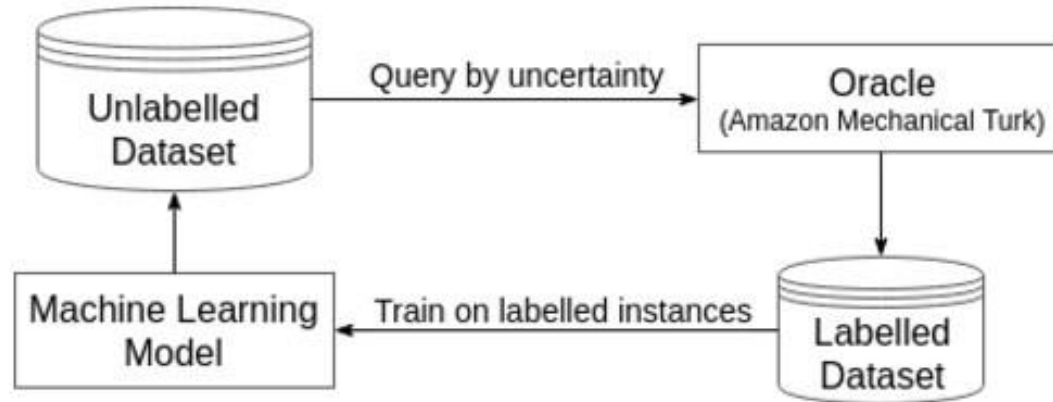 Unlabelled
Dataset
Query by uncertainty
Oracle
(Amazon Mechanical Turk)
Machine Learning
Model
Train on labelled instances
Labelled
Dataset